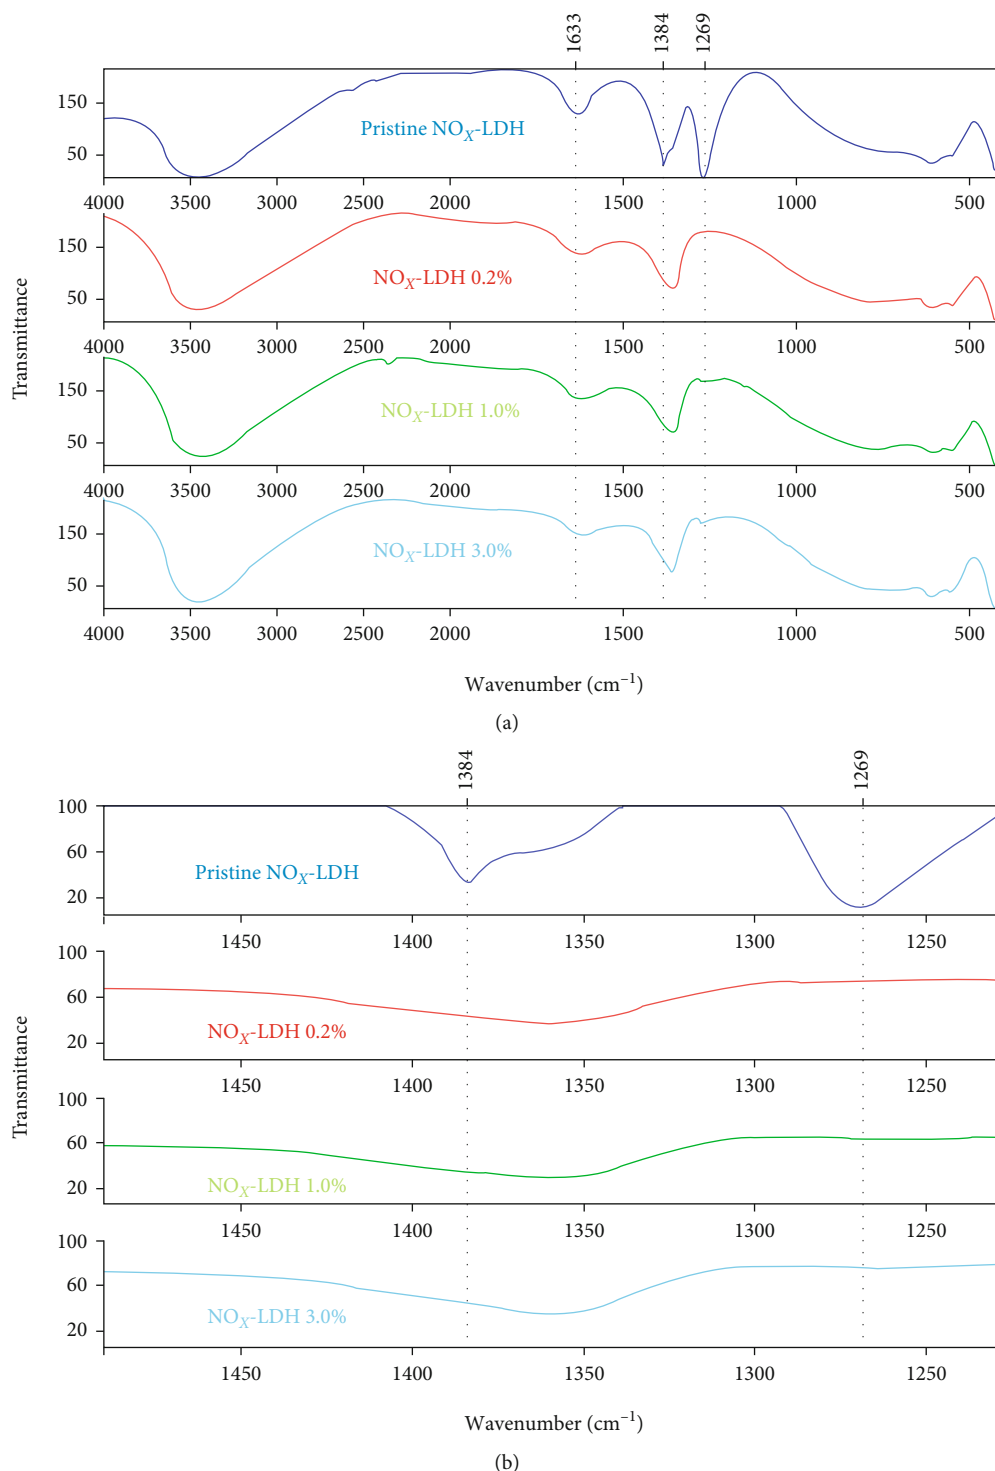 1633 1384 1269
150
Pristine NOX-LDH
50
4000 3500 3000 2500 2000 1500 1000 500
150
NOX-LDH 0.2%
50
4000 3500 3000 2500 2000 1500 1000 500
150
NOX-LDH 1.0%
50
4000 3500 3000 2500 2000 1500 1000 500
150
NOX-LDH 3.0%
50
4000 3500 3000 2500 2000 1500 1000 500
Transmittance
Wavenumber (cm⁻¹)
(a)
1384 1269
100
60
Pristine NOX-LDH
20
1450 1400 1350 1300 1250
100
60
NOX-LDH 0.2%
20
1450 1400 1350 1300 1250
100
60
NOX-LDH 1.0%
20
1450 1400 1350 1300 1250
100
60
NOX-LDH 3.0%
20
1450 1400 1350 1300 1250
Transmittance
Wavenumber (cm⁻¹)
(b)